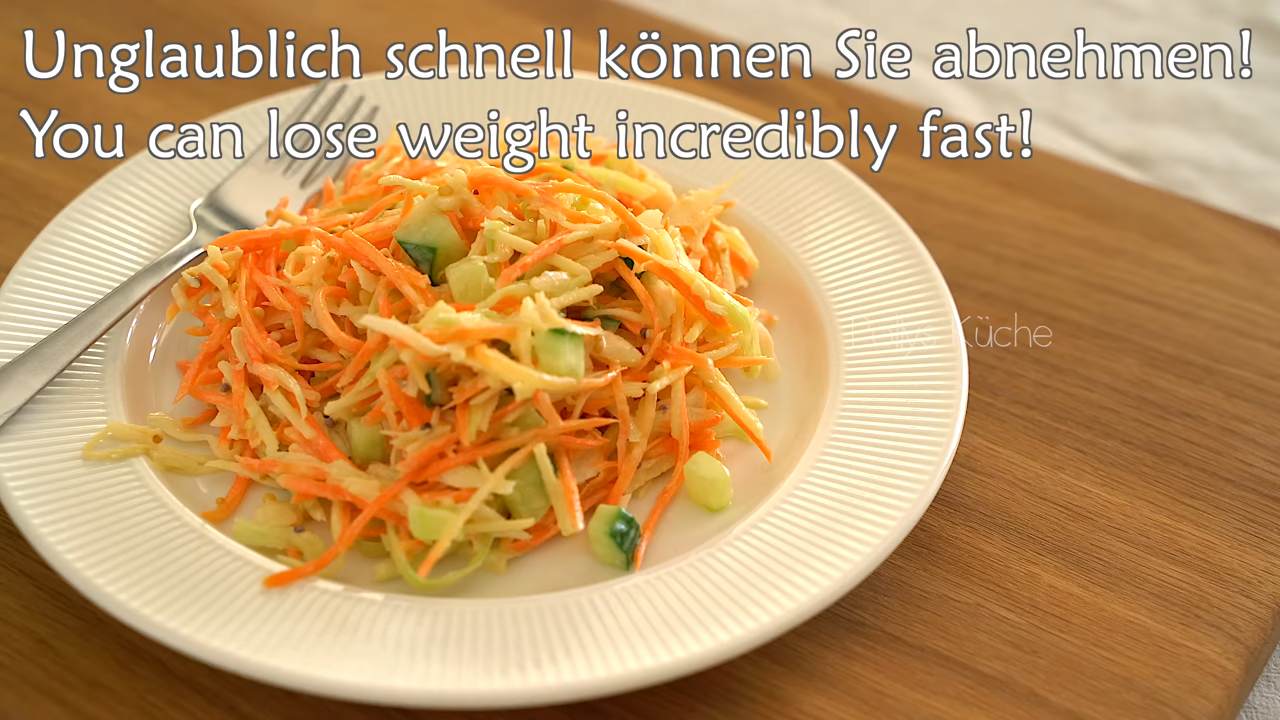 Unglaublich schnell können Sie abnehmen!
You can lose weight incredibly fast!
Küche